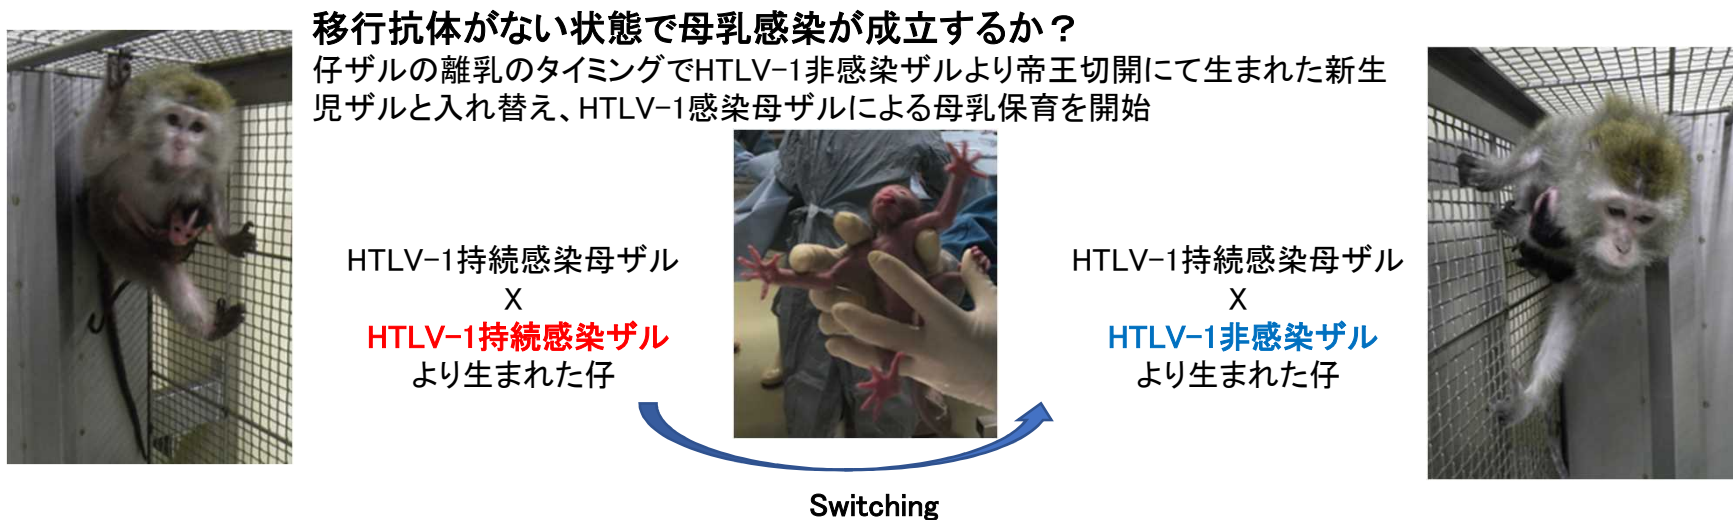 移行抗体がない状態で母乳感染が成立するか？
仔ザルの離乳のタイミングでHTLV-1非感染ザルより帝王切開にて生まれた新生
児ザルと入れ替え、HTLV-1感染母ザルによる母乳保育を開始
HTLV-1持続感染母ザル
X
HTLV-1持続感染ザル
より生まれた仔
HTLV-1持続感染母ザル
X
HTLV-1非感染ザル
より生まれた仔
Switching